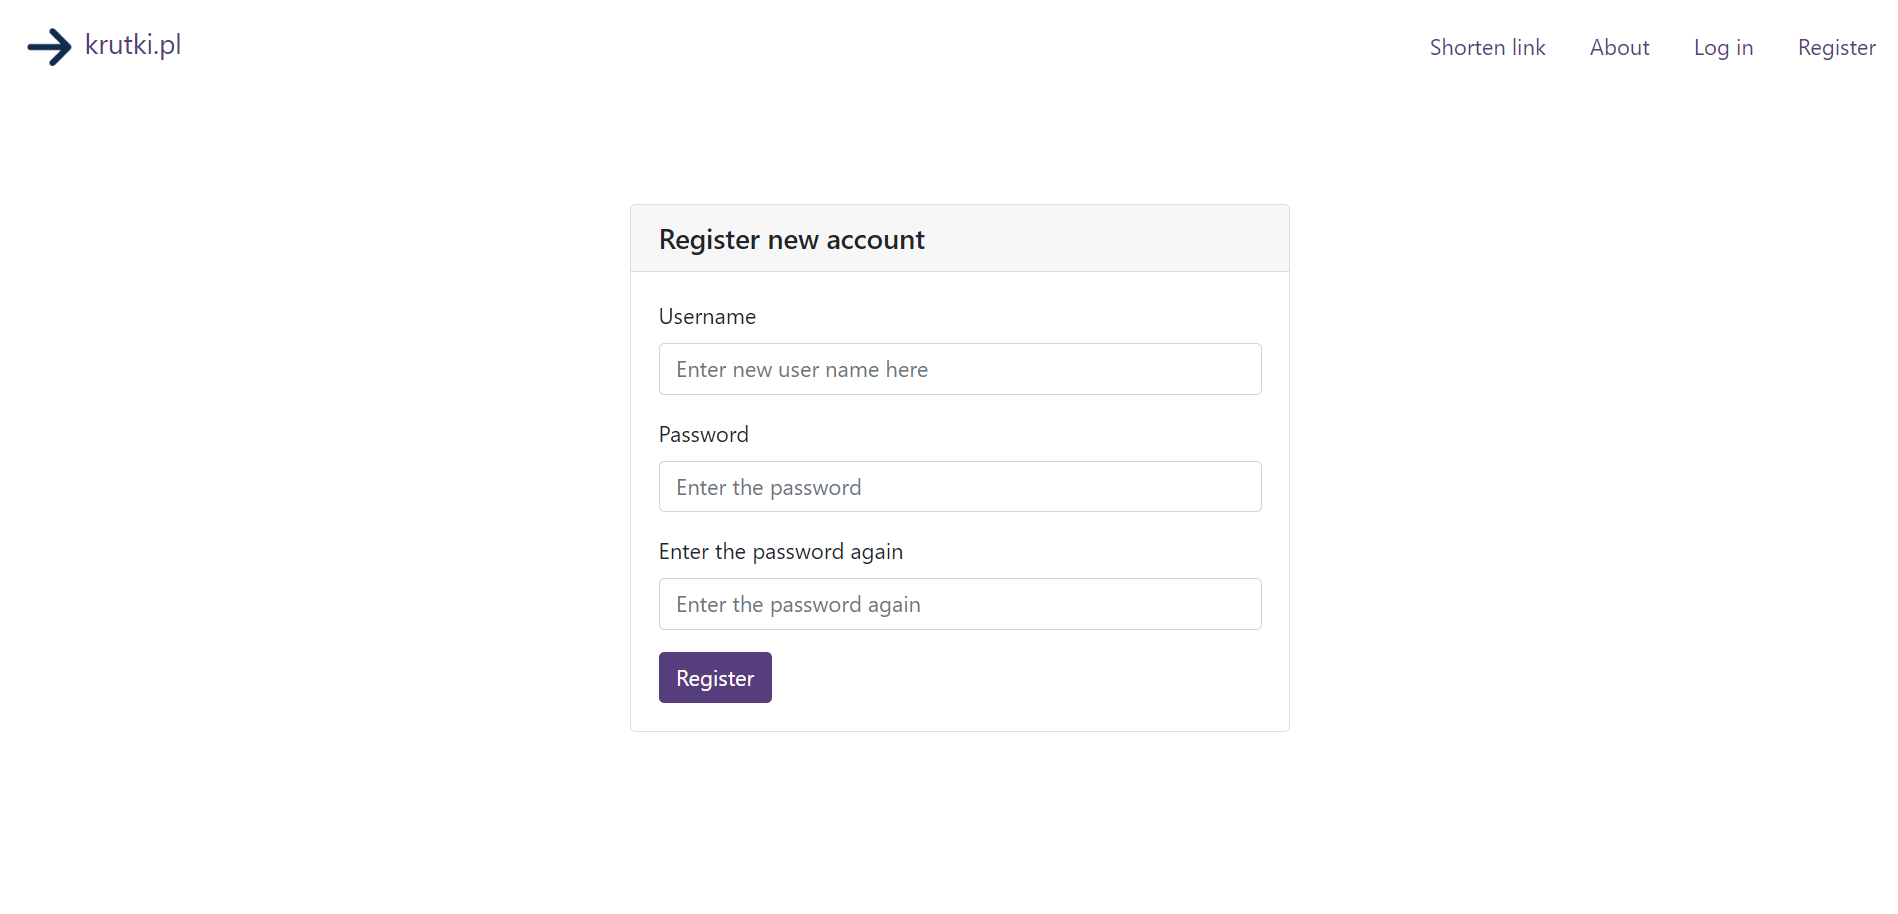 krutki.pl
Shorten link About Log in Register
Register new account
Username
Enter new user name here
Password
Enter the password
Enter the password again
Enter the password again
Register